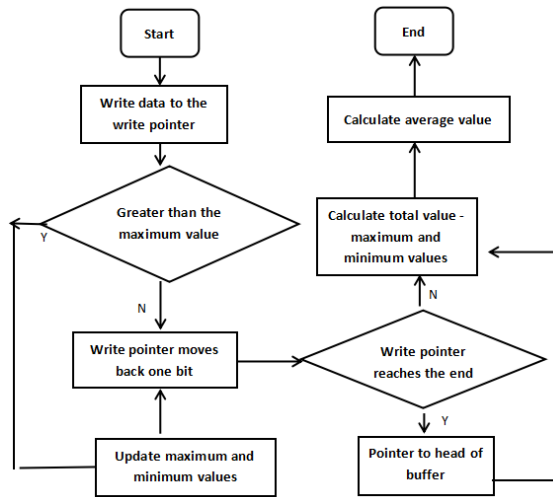 Start
Write data to the
write pointer
Greater than the
maximum value
Y
N
Write pointer moves
back one bit
Update maximum and
minimum values
End
Calculate average value
Calculate total value -
maximum and
minimum values
N
Write pointer
reaches the end
Y
Pointer to head of
buffer